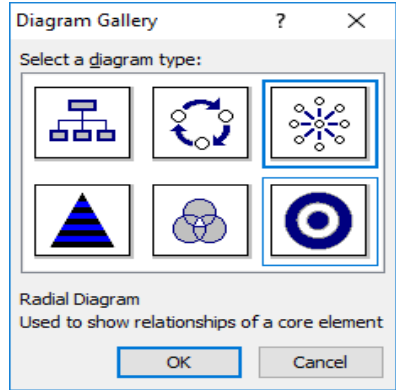 Diagram Gallery ? ✕
Select a diagram type:
Radial Diagram
Used to show relationships of a core element
OK Cancel